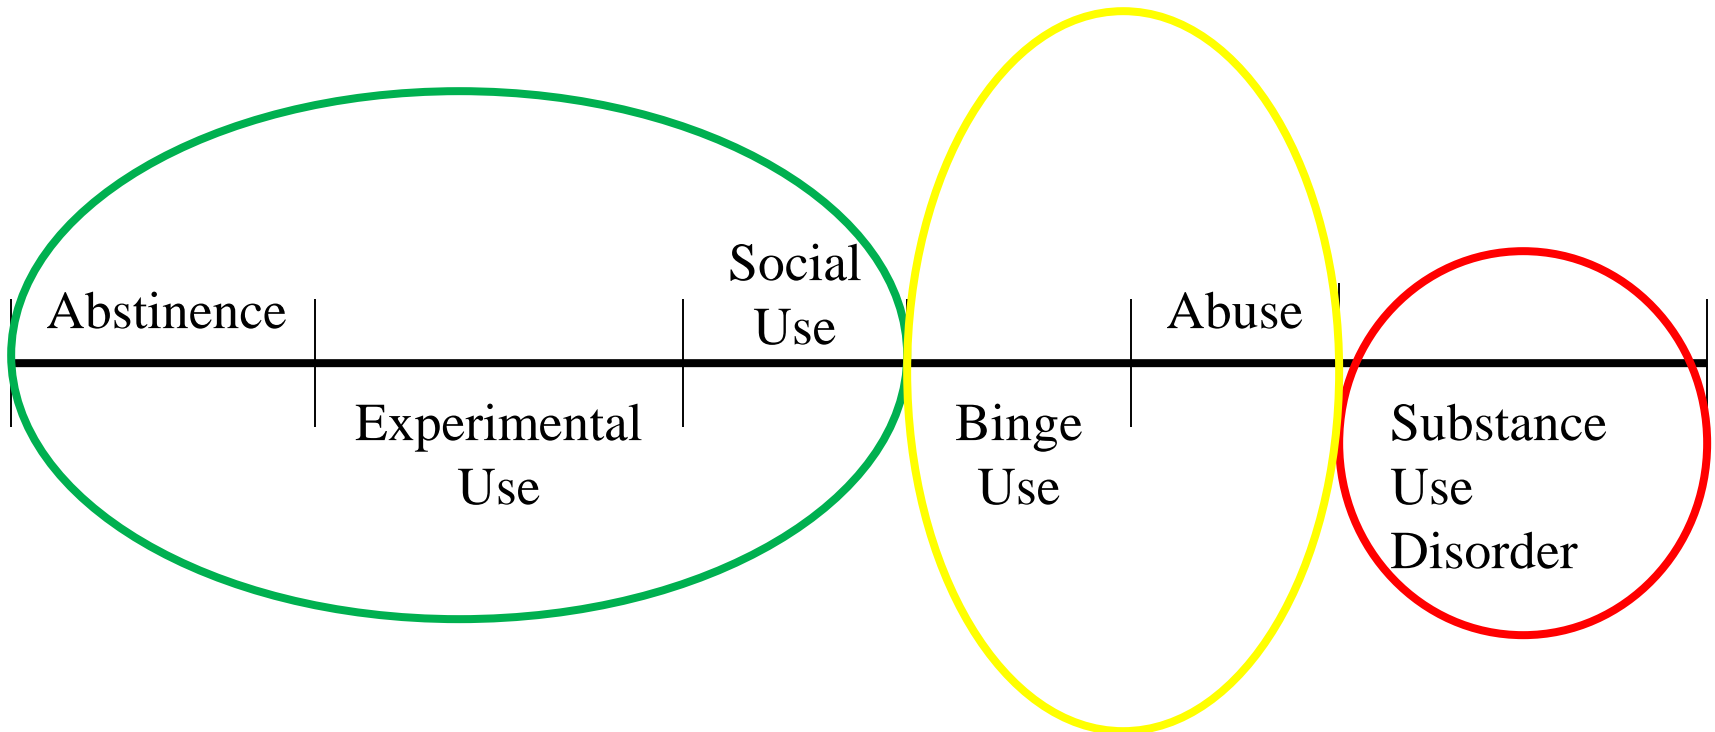 Abstinence
Experimental
Use
Social
Use
Binge
Use
Abuse
Substance
Use
Disorder